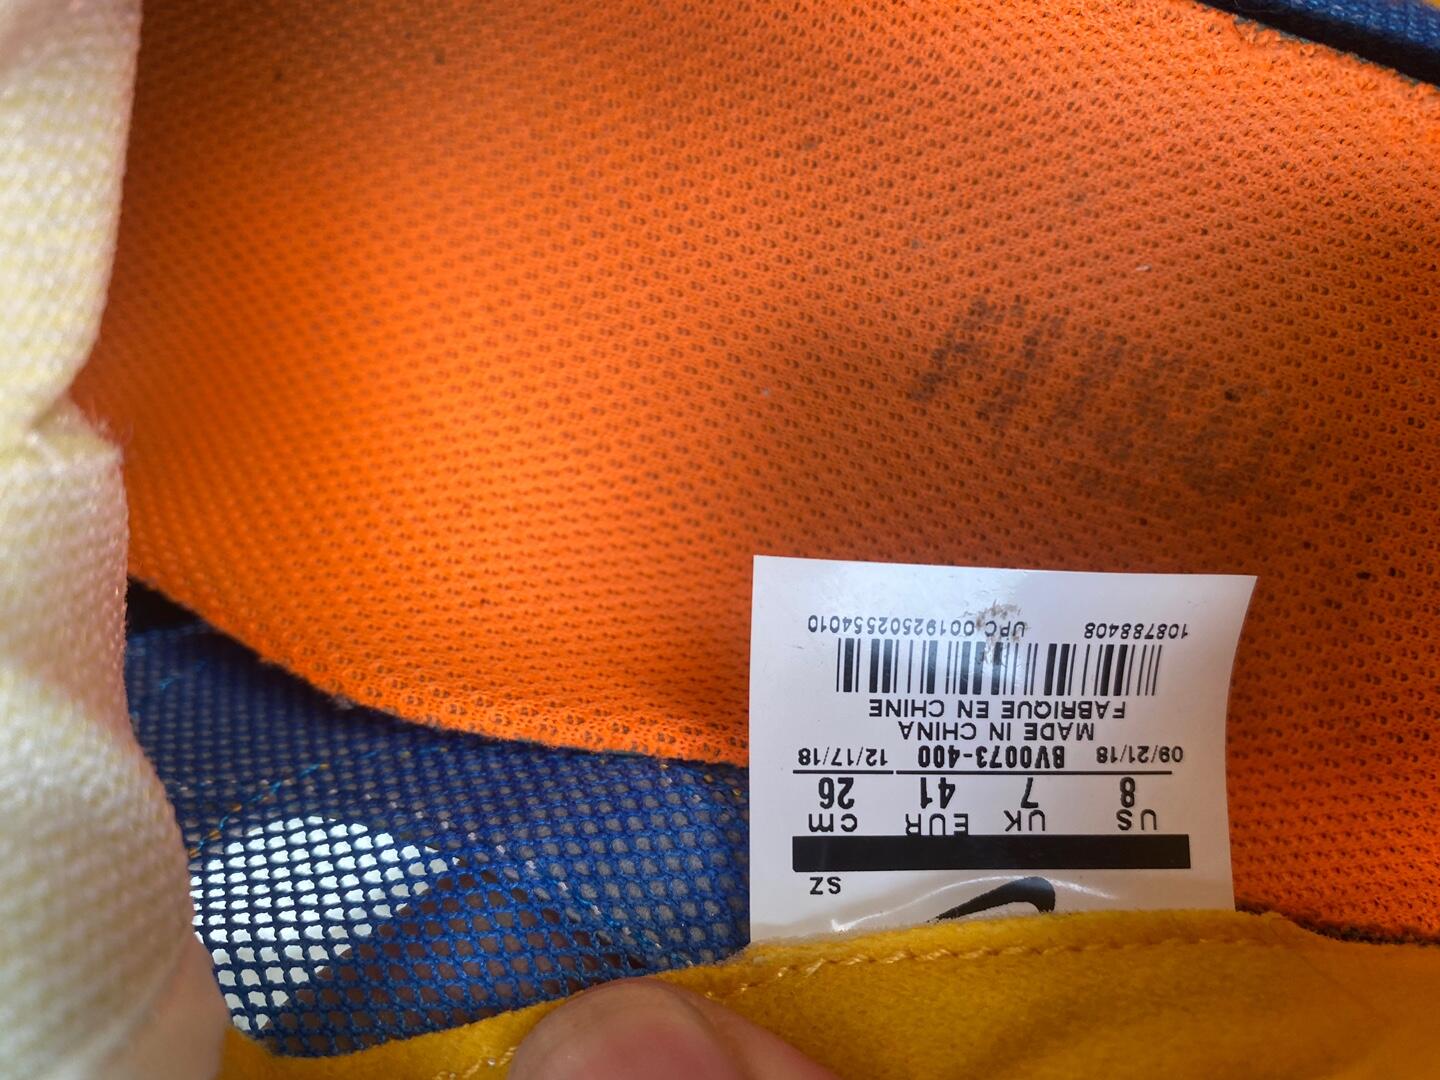 SZ
US UK EUR cm
8 7 41 26
09/21/18 BV0073-400 12/17/18
MADE IN CHINA
FABRIQUE EN CHINE
108788408 UPC 00192502554010